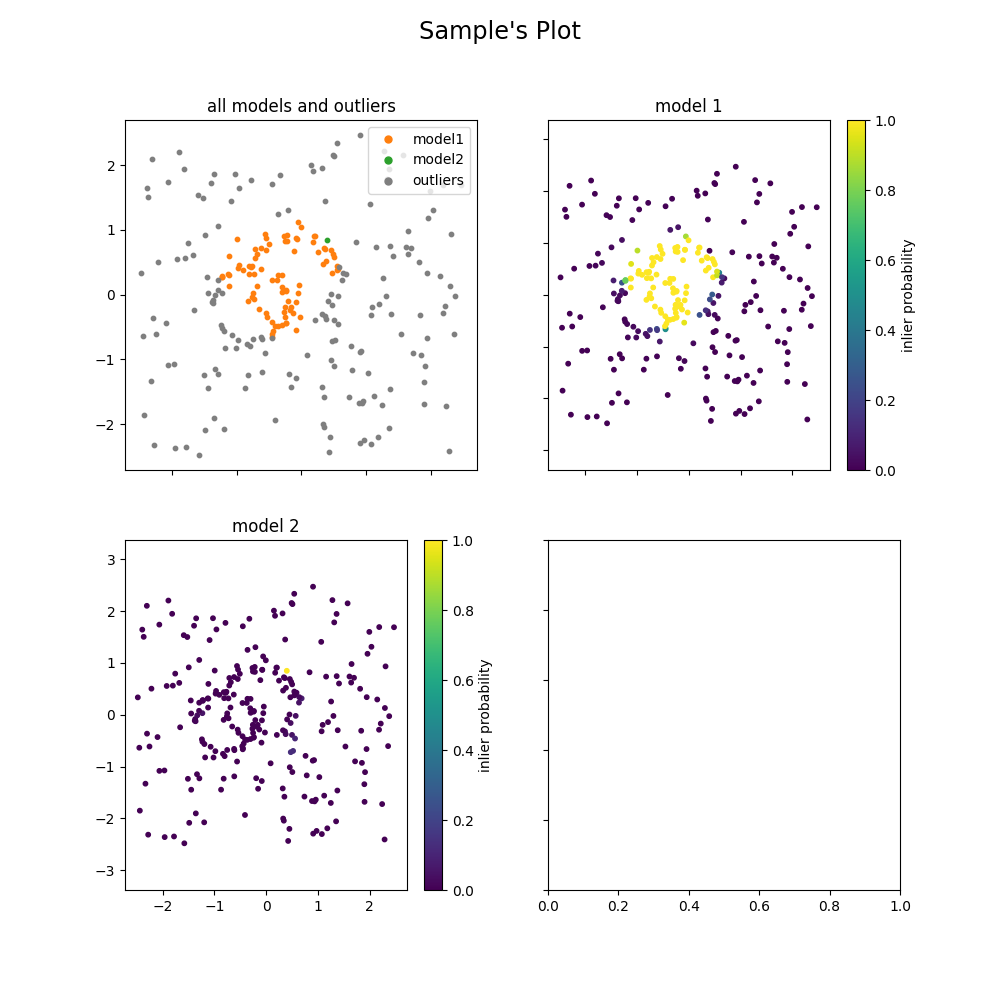 Sample's Plot
all models and outliers
model1
model2
outliers
2
1
0
−1
−2
model 1
1.0
0.8
0.6
0.4
0.2
0.0
inlier probability
model 2
3
2
1
0
−1
−2
−3
−2 −1 0 1 2
1.0
0.8
0.6
0.4
0.2
0.0
inlier probability
0.0 0.2 0.4 0.6 0.8 1.0